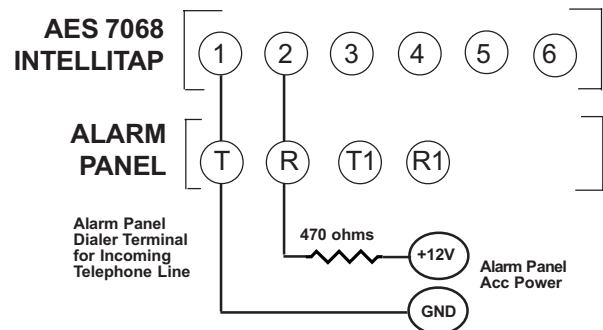 AES 7068
INTELLITAP
1 2 3 4 5 6
ALARM
PANEL
T R T1 R1
Alarm Panel
Dialer Terminal
for Incoming
Telephone Line
470 ohms
+12V
Alarm Panel
Acc Power
GND